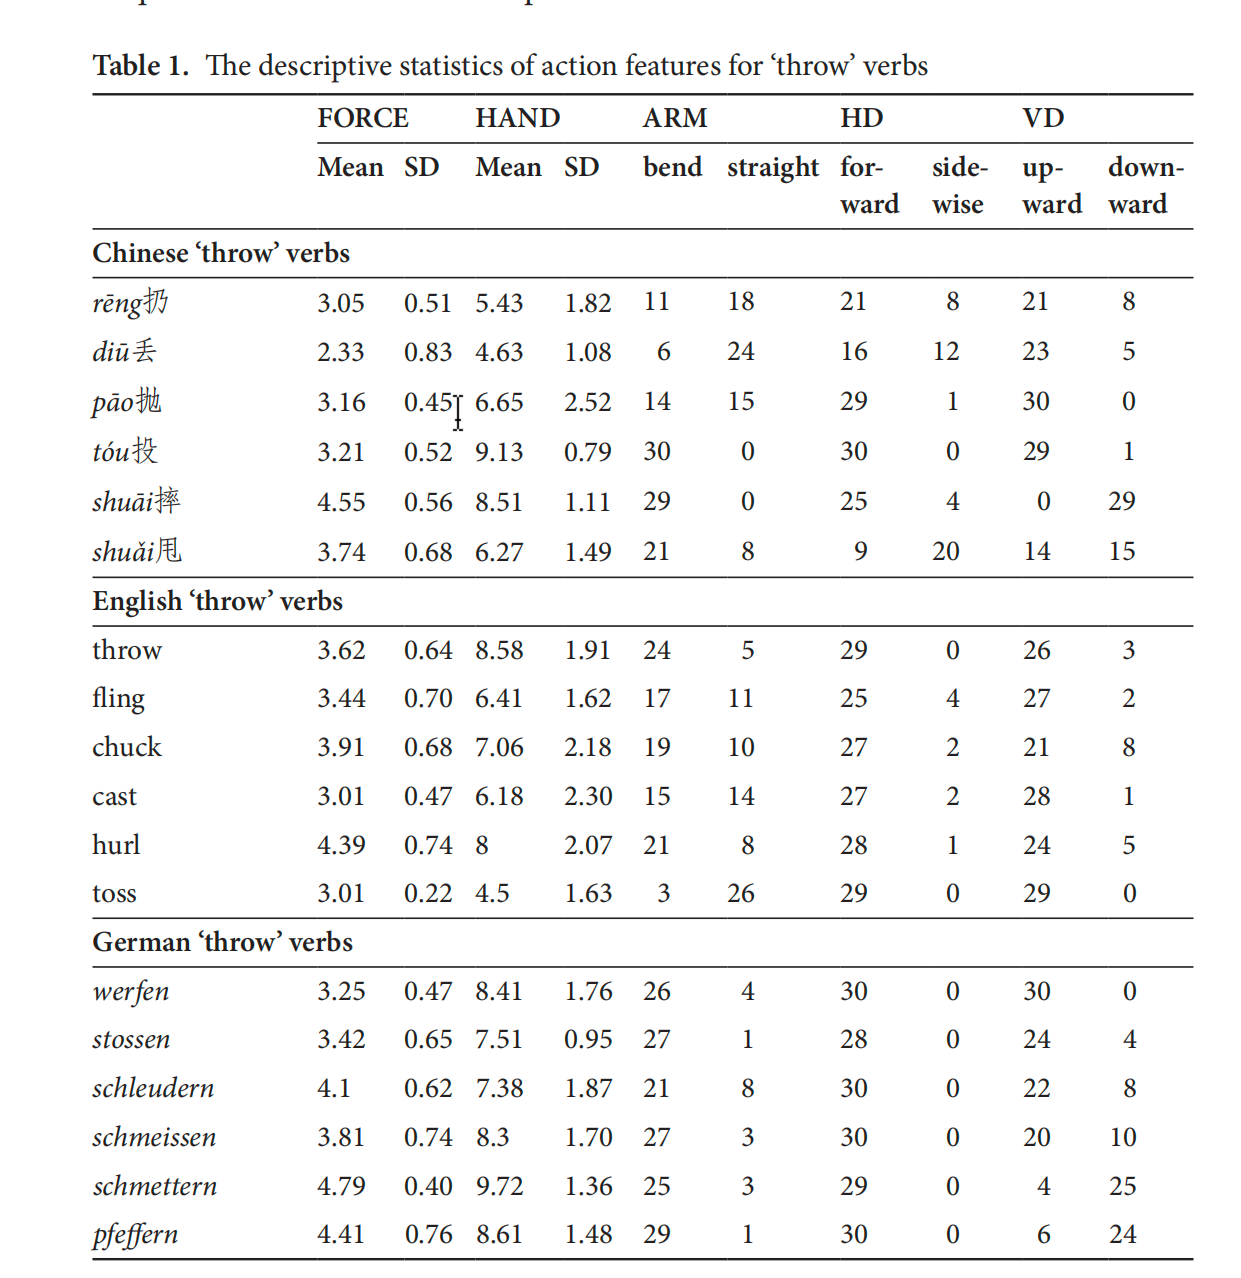 Table 1. The descriptive statistics of action features for ‘throw’ verbs
FORCE HAND ARM HD VD
Mean SD Mean SD bend straight for- side- up- down-
ward wise ward ward
Chinese ‘throw’ verbs
rēng扔 3.05 0.51 5.43 1.82 11 18 21 8 21 8
diū丢 2.33 0.83 4.63 1.08 6 24 16 12 23 5
pāo抛 3.16 0.45 6.65 2.52 14 15 29 1 30 0
tóu投 3.21 0.52 9.13 0.79 30 0 30 0 29 1
shuāi摔 4.55 0.56 8.51 1.11 29 0 25 4 0 29
shuǎi甩 3.74 0.68 6.27 1.49 21 8 9 20 14 15
English ‘throw’ verbs
throw 3.62 0.64 8.58 1.91 24 5 29 0 26 3
fling 3.44 0.70 6.41 1.62 17 11 25 4 27 2
chuck 3.91 0.68 7.06 2.18 19 10 27 2 21 8
cast 3.01 0.47 6.18 2.30 15 14 27 2 28 1
hurl 4.39 0.74 8 2.07 21 8 28 1 24 5
toss 3.01 0.22 4.5 1.63 3 26 29 0 29 0
German ‘throw’ verbs
werfen 3.25 0.47 8.41 1.76 26 4 30 0 30 0
stossen 3.42 0.65 7.51 0.95 27 1 28 0 24 4
schleudern 4.1 0.62 7.38 1.87 21 8 30 0 22 8
schmeissen 3.81 0.74 8.3 1.70 27 3 30 0 20 10
schmettern 4.79 0.40 9.72 1.36 25 3 29 0 4 25
pfeffern 4.41 0.76 8.61 1.48 29 1 30 0 6 24